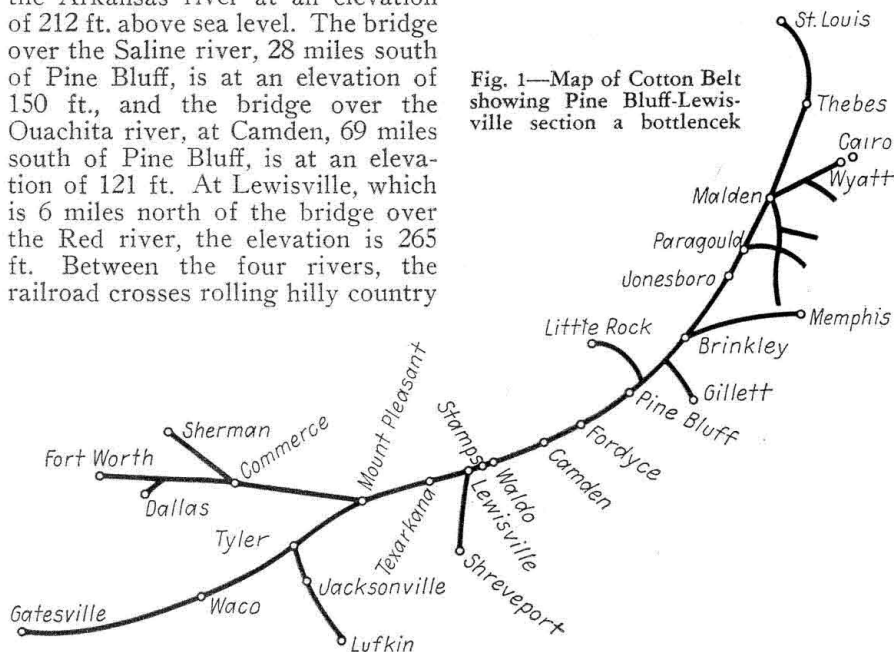 the Arkansas river at an elevation
of 212 ft. above sea level. The bridge
over the Saline river, 28 miles south
of Pine Bluff, is at an elevation of
150 ft., and the bridge over the
Ouachita river, at Camden, 69 miles
south of Pine Bluff, is at an eleva-
tion of 121 ft. At Lewisville, which
is 6 miles north of the bridge over
the Red river, the elevation is 265
ft. Between the four rivers, the
railroad crosses rolling hilly country
Fig. 1—Map of Cotton Belt
showing Pine Bluff-Lewis-
ville section a bottlencek
St. Louis
Thebes
Cairo
Wyatt
Malden
Paragould
Jonesboro
Memphis
Little Rock
Brinkley
Gillett
Pine Bluff
Fordyce
Camden
Waldo
Stamps
Lewisville
Shreveport
Texarkana
Mount Pleasant
Sherman
Commerce
Fort Worth
Dallas
Tyler
Jacksonville
Waco
Gatesville
Lufkin